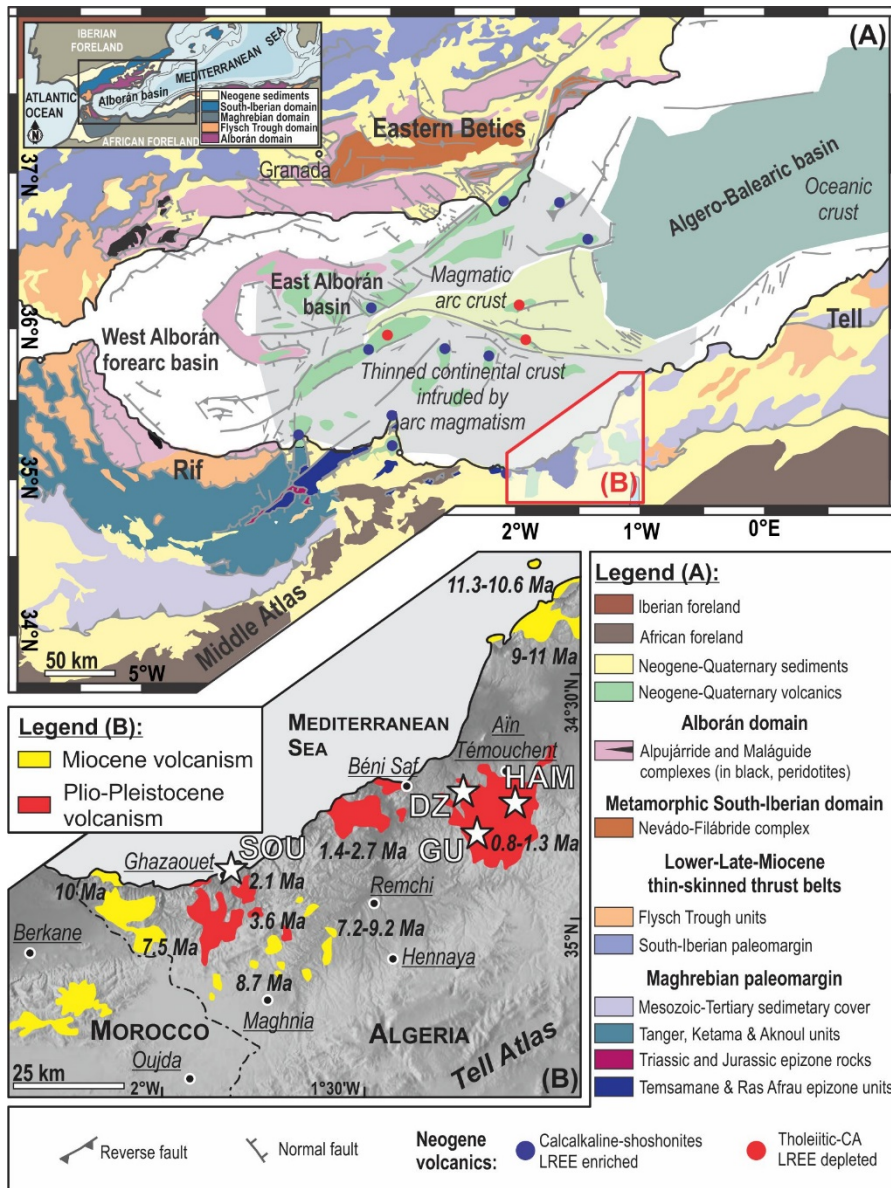 (A)
IBERIAN
FORELAND
MEDITERRANEAN SEA
ATLANTIC
OCEAN
Alborán basin
N
AFRICAN FORELAND
Neogene sediments
South-Iberian domain
Maghrebian domain
Flysch Trough domain
Alborán domain
Eastern Betics
Granada
37°N
Algero-Balearic basin
Oceanic
crust
Magmatic
arc crust
East Alborán
basin
36°N
West Alborán
forearc basin
Tell
Thinned continental crust
intruded by
arc magmatism
Rif
35°N
(B)
2°W
1°W
0°E
34°N
Middle Atlas
50 km
5°W
Legend (A):
Iberian foreland
African foreland
Neogene-Quaternary sediments
Neogene-Quaternary volcanics
Alborán domain
Alpujárride and Maláguide
complexes (in black, peridotites)
Metamorphic South-Iberian domain
Nevádo-Filábride complex
Lower-Late-Miocene
thin-skinned thrust belts
Flysch Trough units
South-Iberian paleomargin
Maghrebian paleomargin
Mesozoic-Tertiary sedimetary cover
Tanger, Ketama & Aknoul units
Triassic and Jurassic epizone rocks
Temsamane & Ras Afrau epizone units
Legend (B):
Miocene volcanism
Plio-Pleistocene
volcanism
11.3-10.6 Ma
9-11 Ma
34°30\N
MEDITERRANEAN
SEA
Aïn
Témouchent
Béni Saf
HAM
DZ
GU
SOU
0.8-1.3 Ma
1.4-2.7 Ma
Ghazaouet
2.1 Ma
10 Ma
Remchi
3.6 Ma
7.2-9.2 Ma
35°N
Berkane
7.5 Ma
Hennaya
8.7 Ma
Maghnia
MOROCCO
ALGERIA
Oujda
Tell Atlas
25 km
2°W
1°30\W
(B)
Reverse fault
Normal fault
Neogene
volcanics:
Calcalkaline-shoshonites
LREE enriched
Tholeiitic-CA
LREE depleted